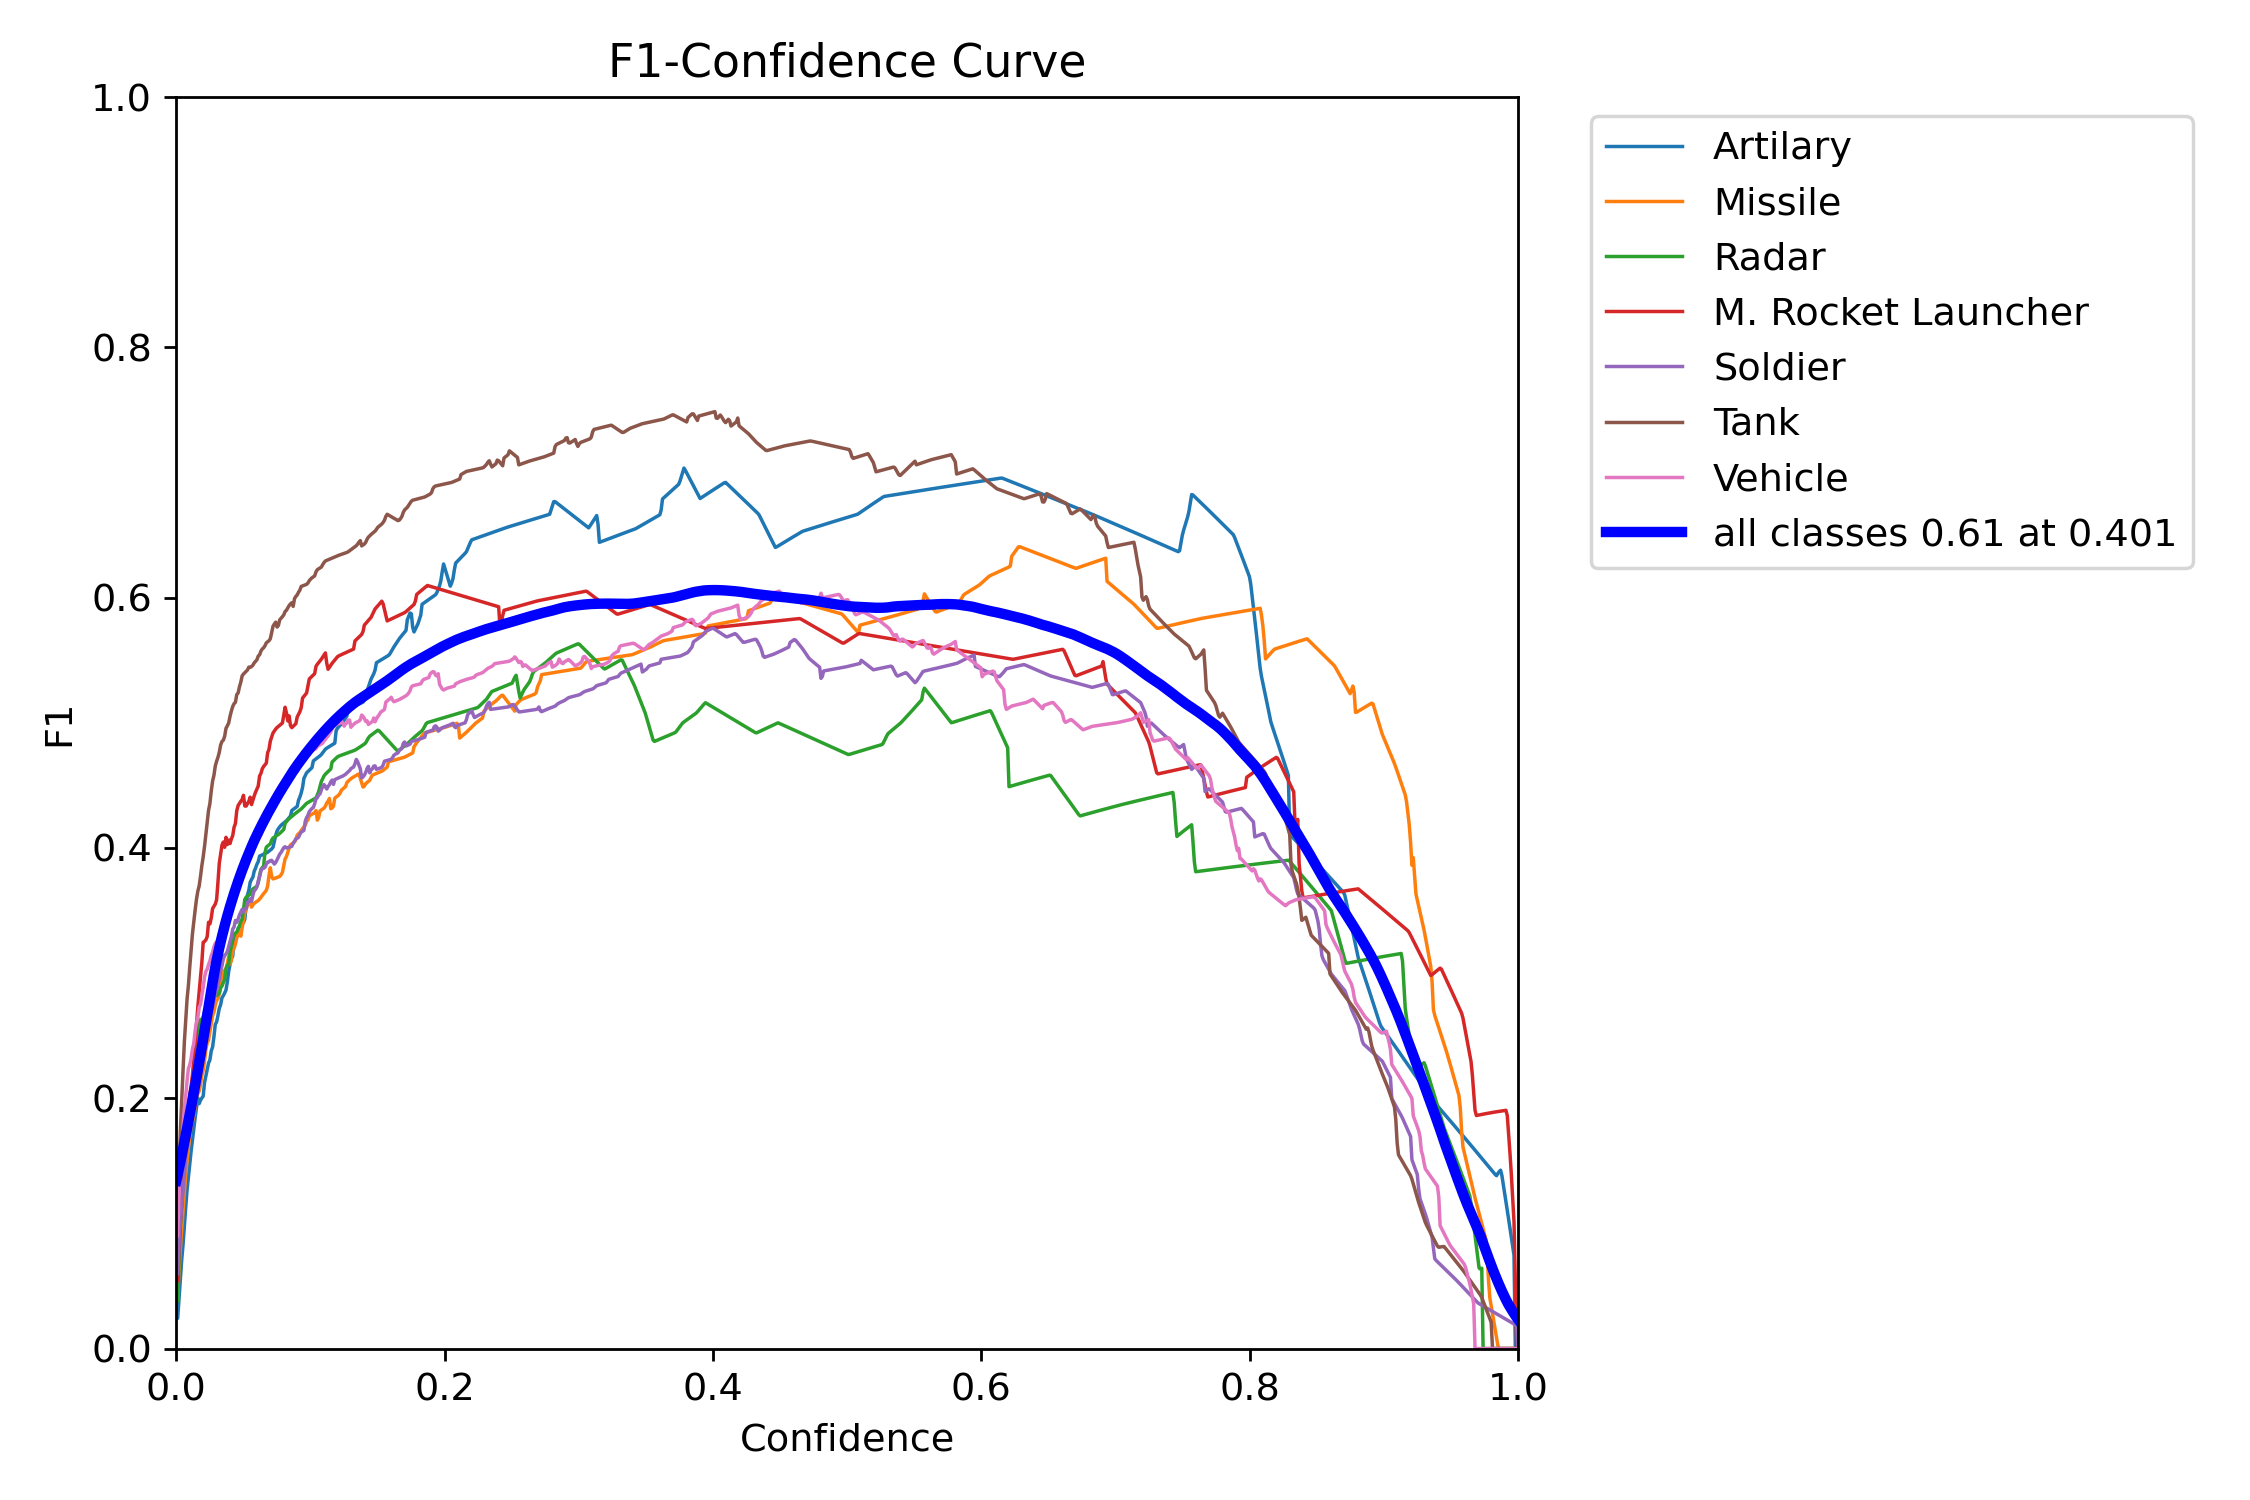 F1-Confidence Curve
1.0
0.8
0.6
0.4
0.2
0.0
F1
0.0 0.2 0.4 0.6 0.8 1.0
Confidence
Artilary
Missile
Radar
M. Rocket Launcher
Soldier
Tank
Vehicle
all classes 0.61 at 0.401